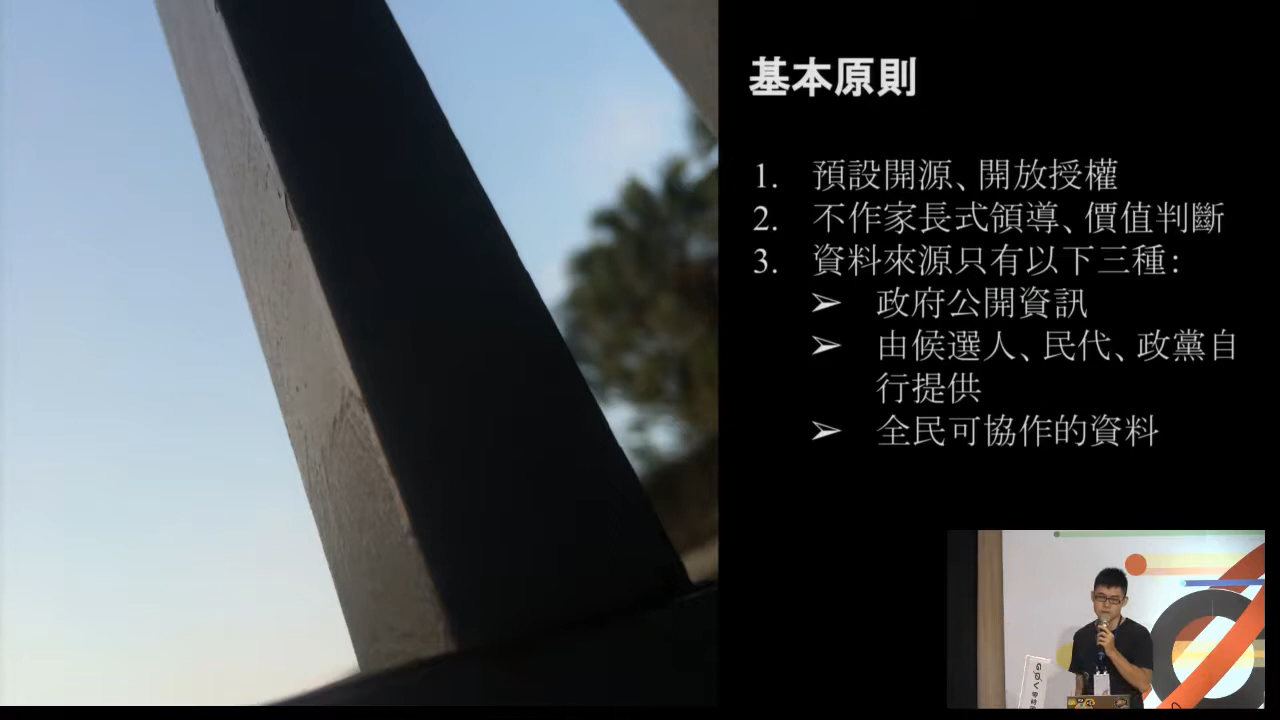 基本原則
1. 預設開源、開放授權
2. 不作家長式領導、價值判斷
3. 資料來源只有以下三種：
➢ 政府公開資訊
➢ 由候選人、民代、政黨自
行提供
➢ 全民可協作的資料